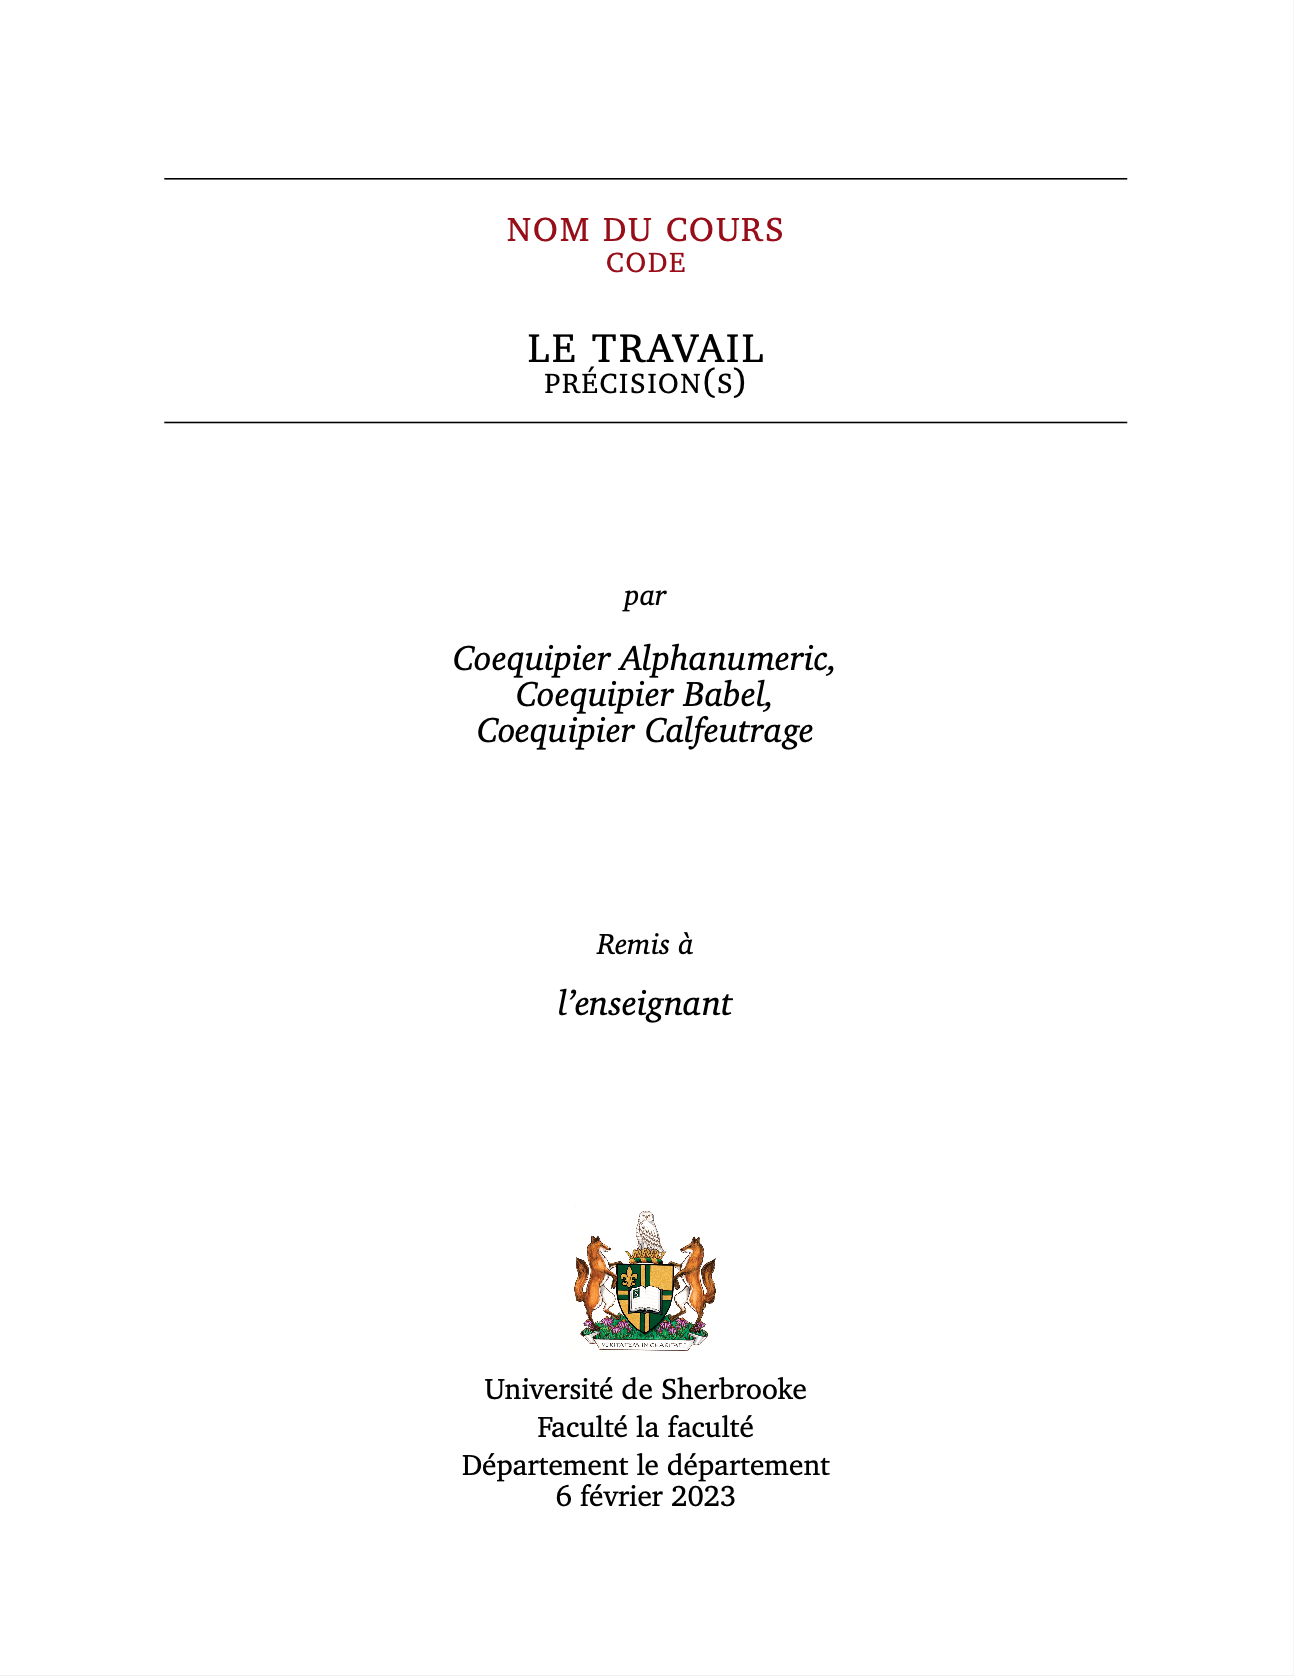 NOM DU COURS
CODE
LE TRAVAIL
PRÉCISION(S)
par
Coequipier Alphanumeric,
Coequipier Babel,
Coequipier Calfeutrage
Remis à
l’enseignant
VERITATEM IN CHARITATE
Université de Sherbrooke
Faculté la faculté
Département le département
6 février 2023